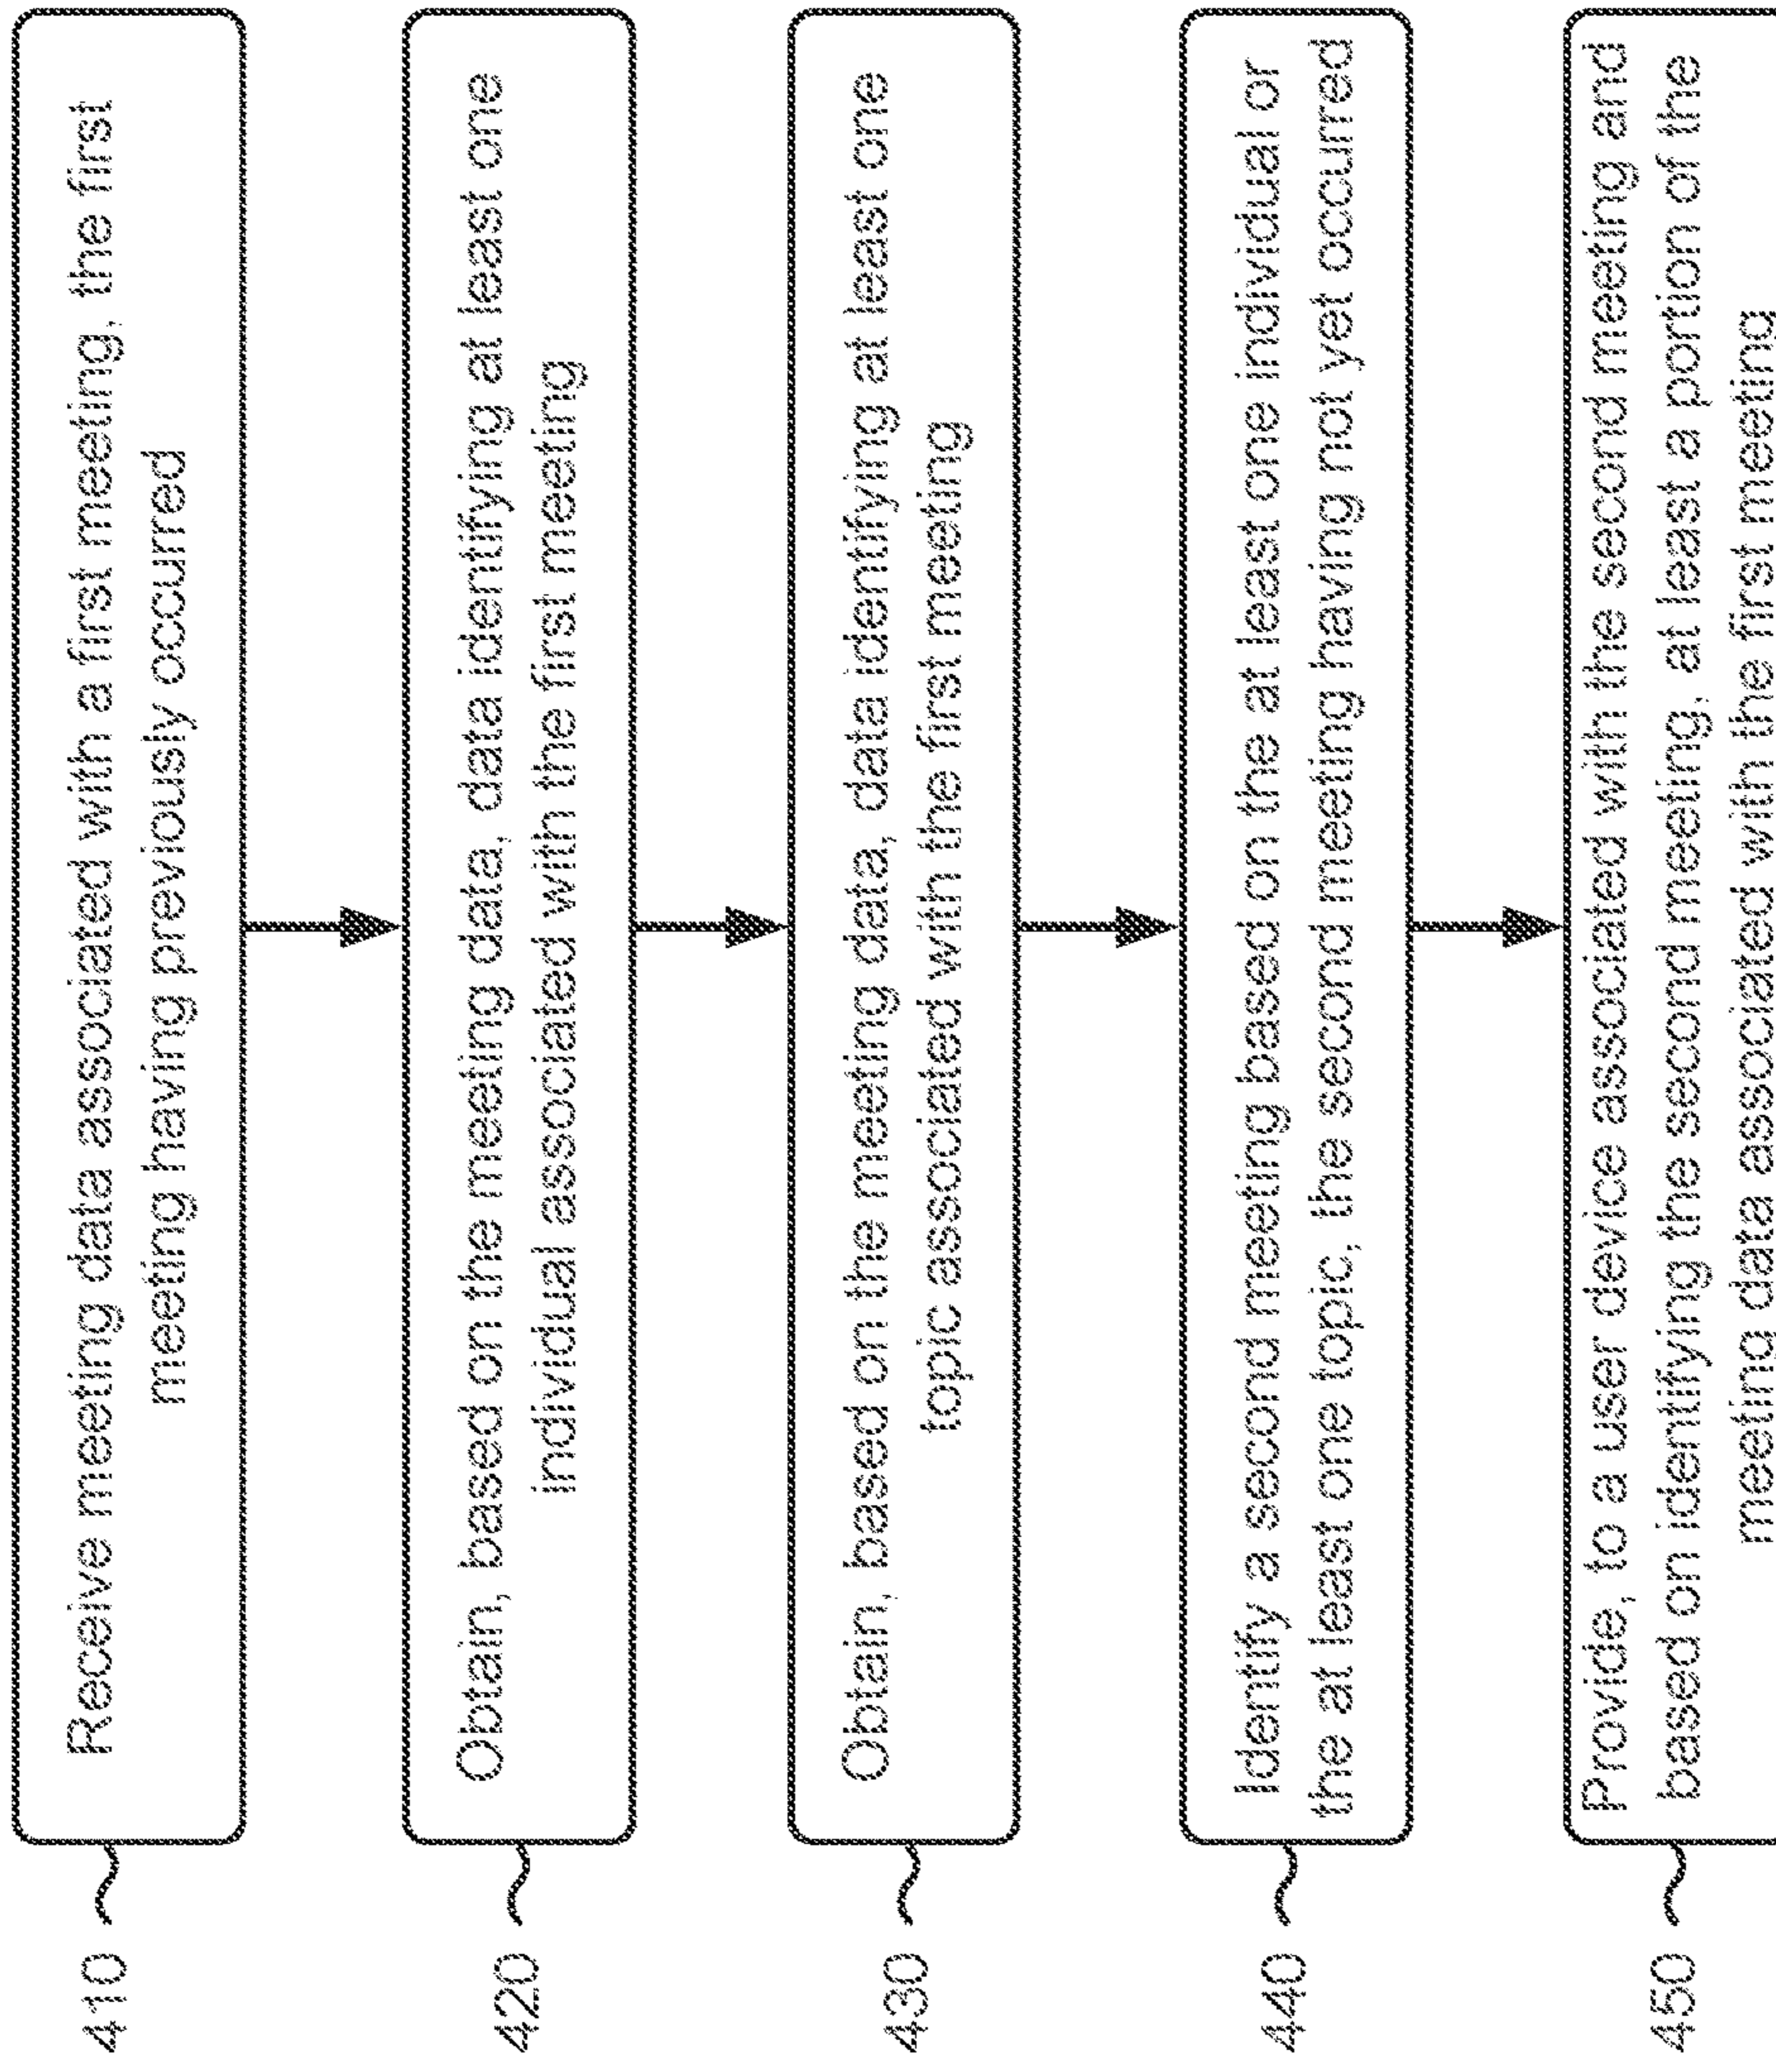 410
Receive meeting data associated with a first meeting, the first
meeting having previously occurred
420
Obtain, based on the meeting data, data identifying at least one
individual associated with the first meeting
430
Obtain, based on the meeting data, data identifying at least one
topic associated with the first meeting
440
Identify a second meeting based on the at least one individual or
the at least one topic, the second meeting having not yet occurred
450
Provide, to a user device associated with the second meeting and
based on identifying the second meeting, at least a portion of the
meeting data associated with the first meeting